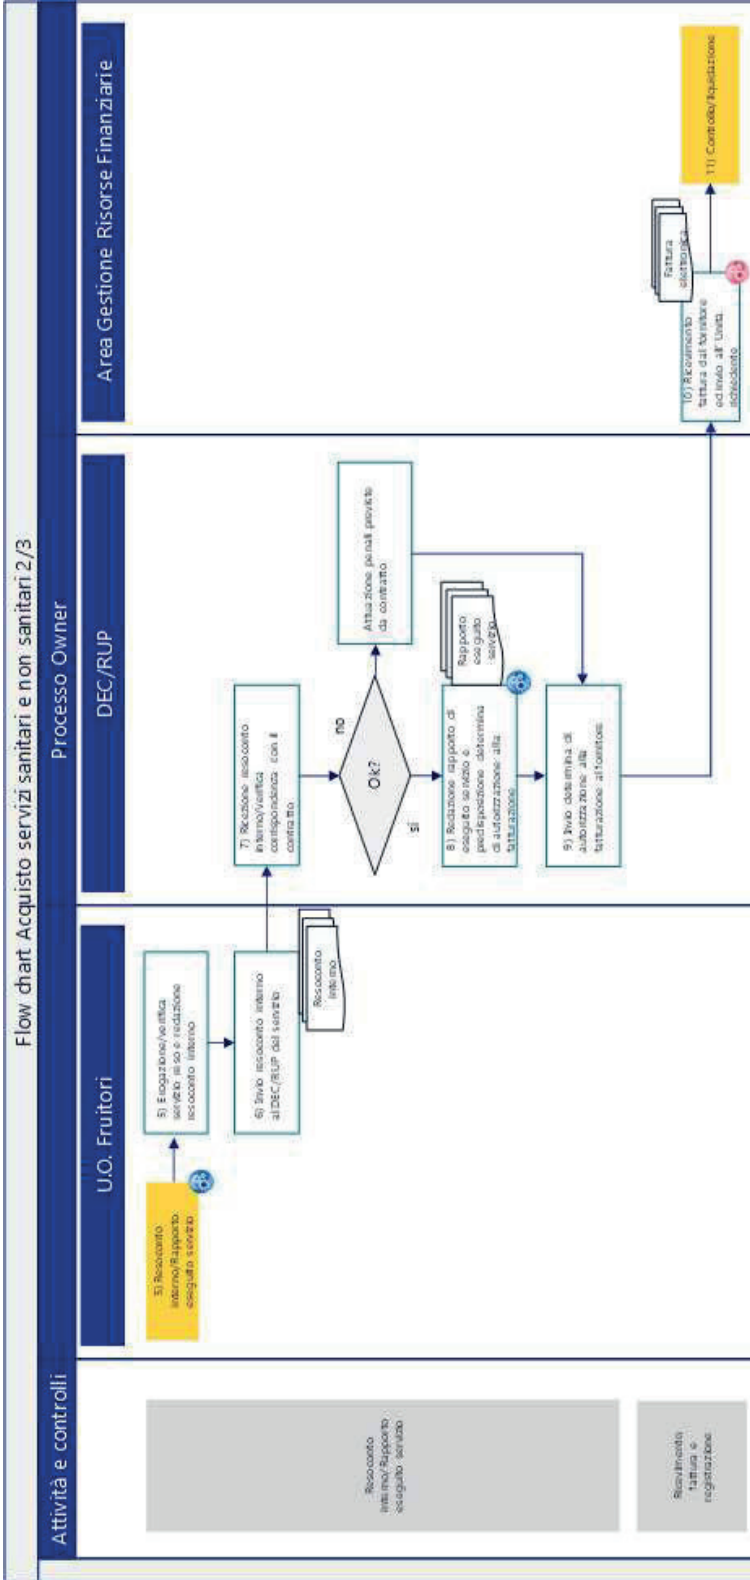 Flow chart Acquisto servizi sanitari e non sanitari 2/3
Attività e controlli
Processo Owner
U.O. Fruitori
DEC/RUP
Area Gestione Risorse Finanziarie
Resoconto
interno/Rapporto
eseguito servizio
5) Resoconto
interno/Rapporto
eseguito servizio
5) Erogazione/verifica
servizio reso e redazione
resoconto interno
6) Invio resoconto interno
al DEC/RUP del servizio
Resoconto
interno
7) Ricezione resoconto
interno/verifica
corrispondenza con il
contratto
Ok?
no
si
Attuazione penali previste
da contratto
8) Redazione rapporto di
eseguito servizio e
predisposizione determina
di autorizzazione alla
fatturazione
Rapporto
eseguito
servizio
9) Invio determina di
autorizzazione alla
fatturazione al fornitore
Ricevimento
fattura e
registrazione
10) Ricevimento
fattura dal fornitore
ed invio all' Unità
richiedente
Fattura
elettronica
11) Controllo/liquidazione